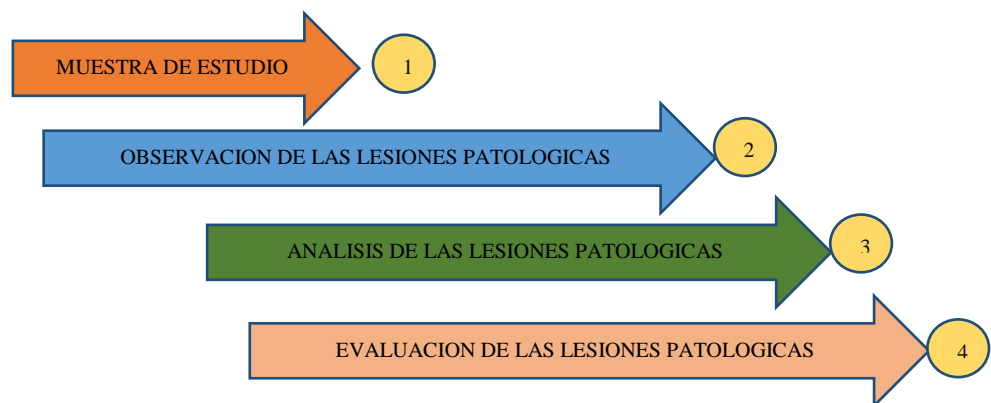 MUESTRA DE ESTUDIO
1
OBSERVACION DE LAS LESIONES PATOLOGICAS
2
ANALISIS DE LAS LESIONES PATOLOGICAS
3
EVALUACION DE LAS LESIONES PATOLOGICAS
4